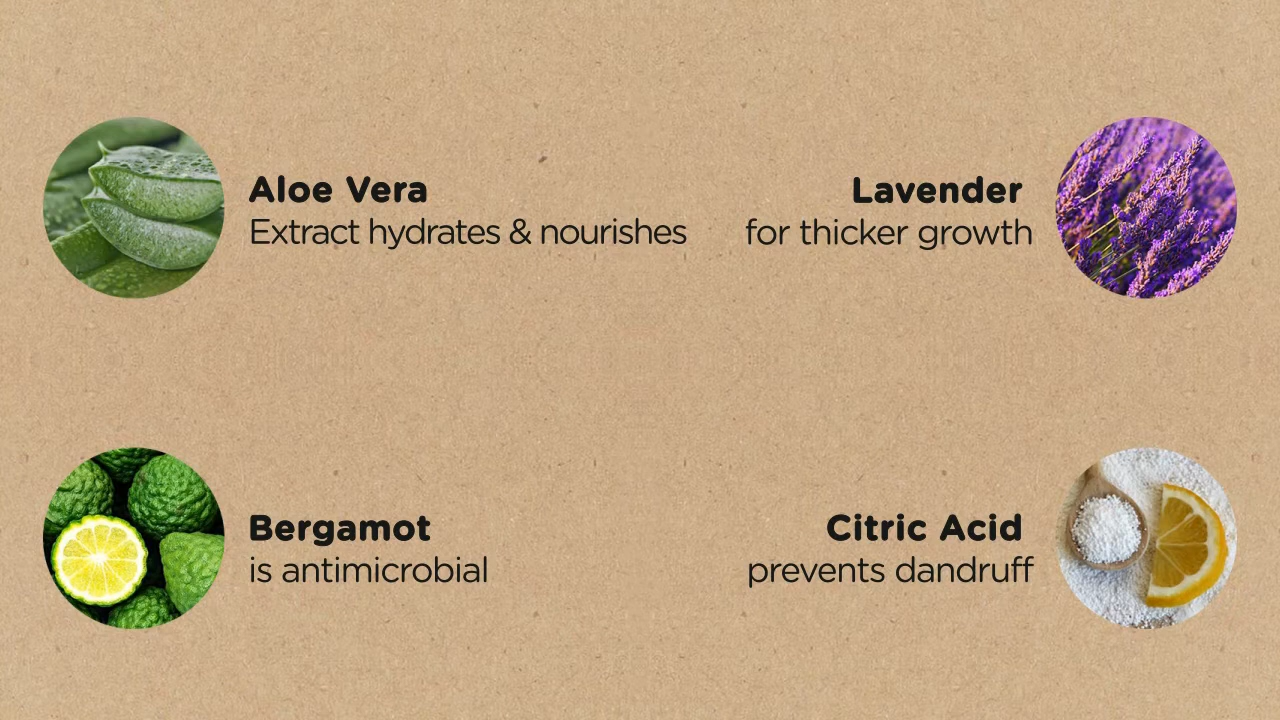 Aloe Vera
Extract hydrates & nourishes
Lavender
for thicker growth
Bergamot
is antimicrobial
Citric Acid
prevents dandruff